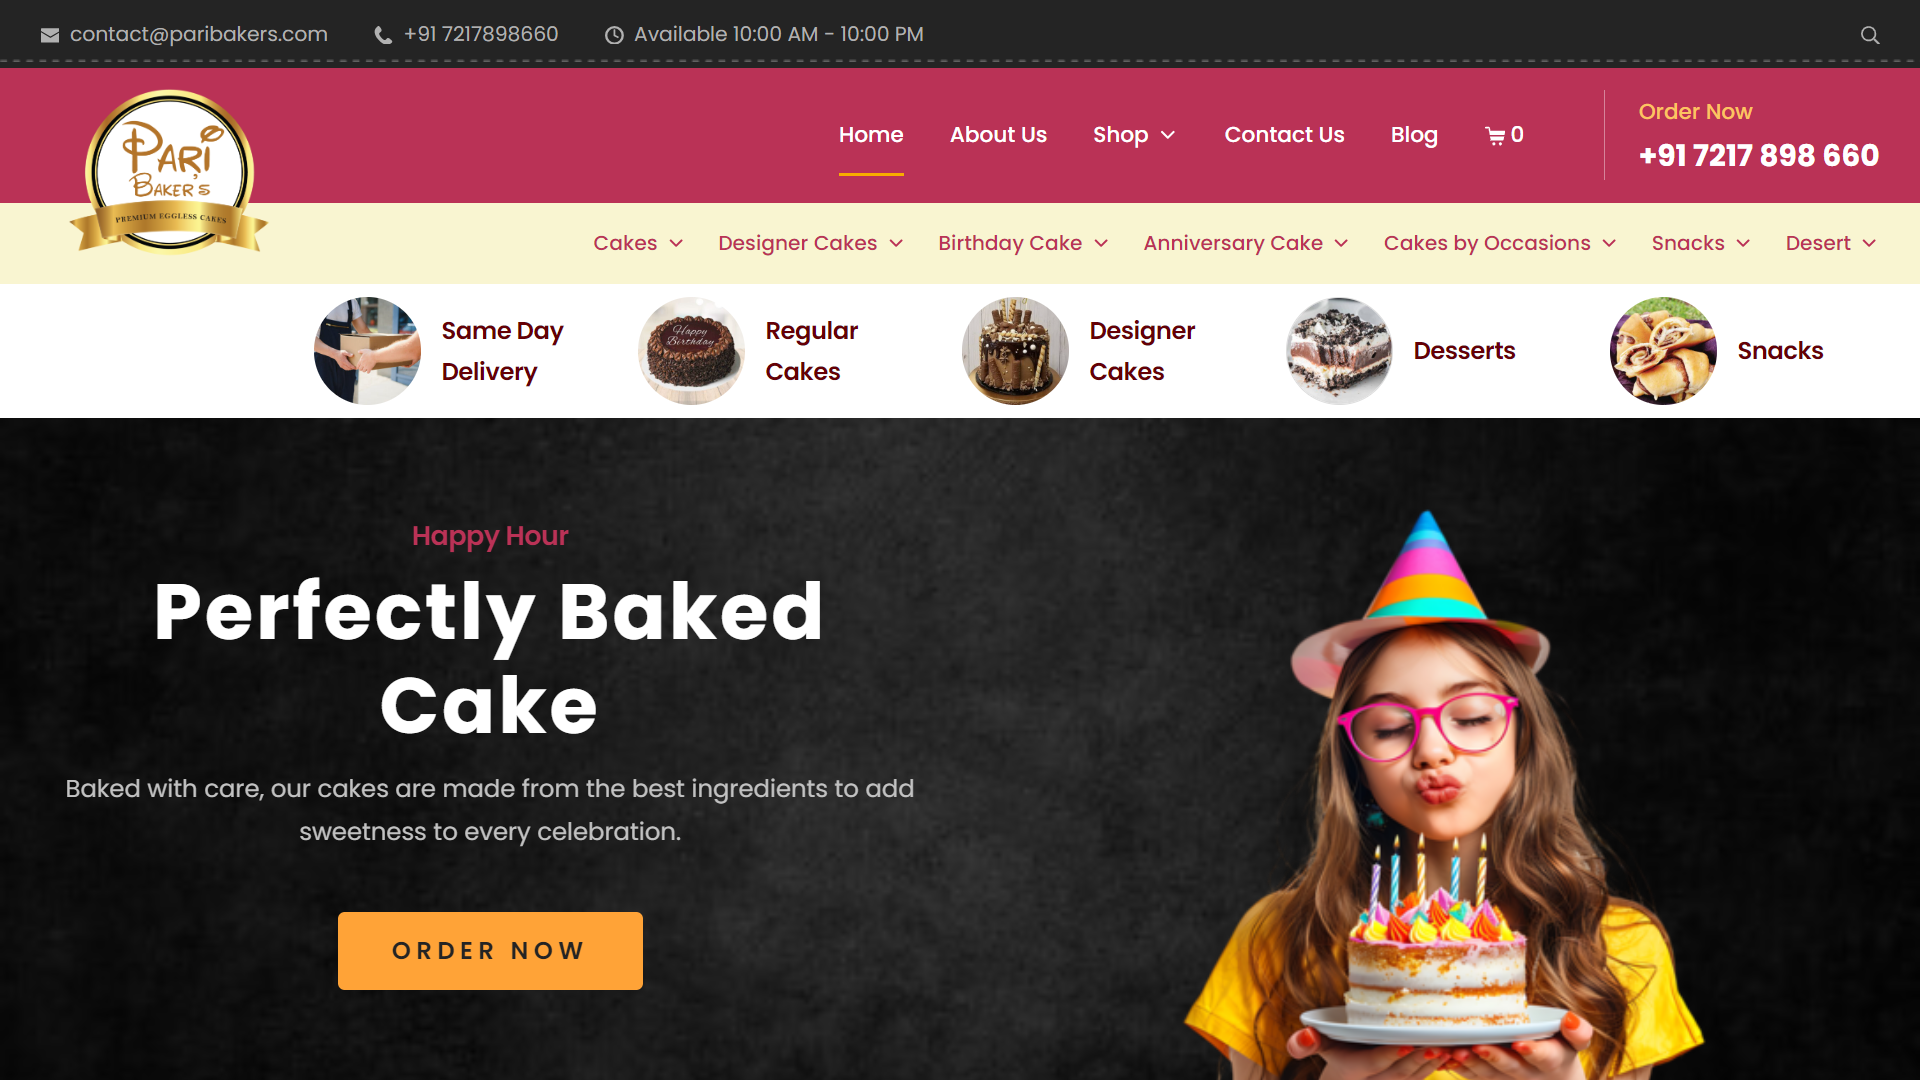 contact@paribakers.com
+91 7217898660
Available 10:00 AM - 10:00 PM
PARI
BAKERS
PREMIUM EGGLESS CAKES
Home
About Us
Shop
Contact Us
Blog
0
Order Now
+91 7217 898 660
Cakes
Designer Cakes
Birthday Cake
Anniversary Cake
Cakes by Occasions
Snacks
Desert
Same Day
Delivery
Happy
Birthday
Regular
Cakes
Designer
Cakes
Desserts
Snacks
Happy Hour
Perfectly Baked
Cake
Baked with care, our cakes are made from the best ingredients to add
sweetness to every celebration.
ORDER NOW